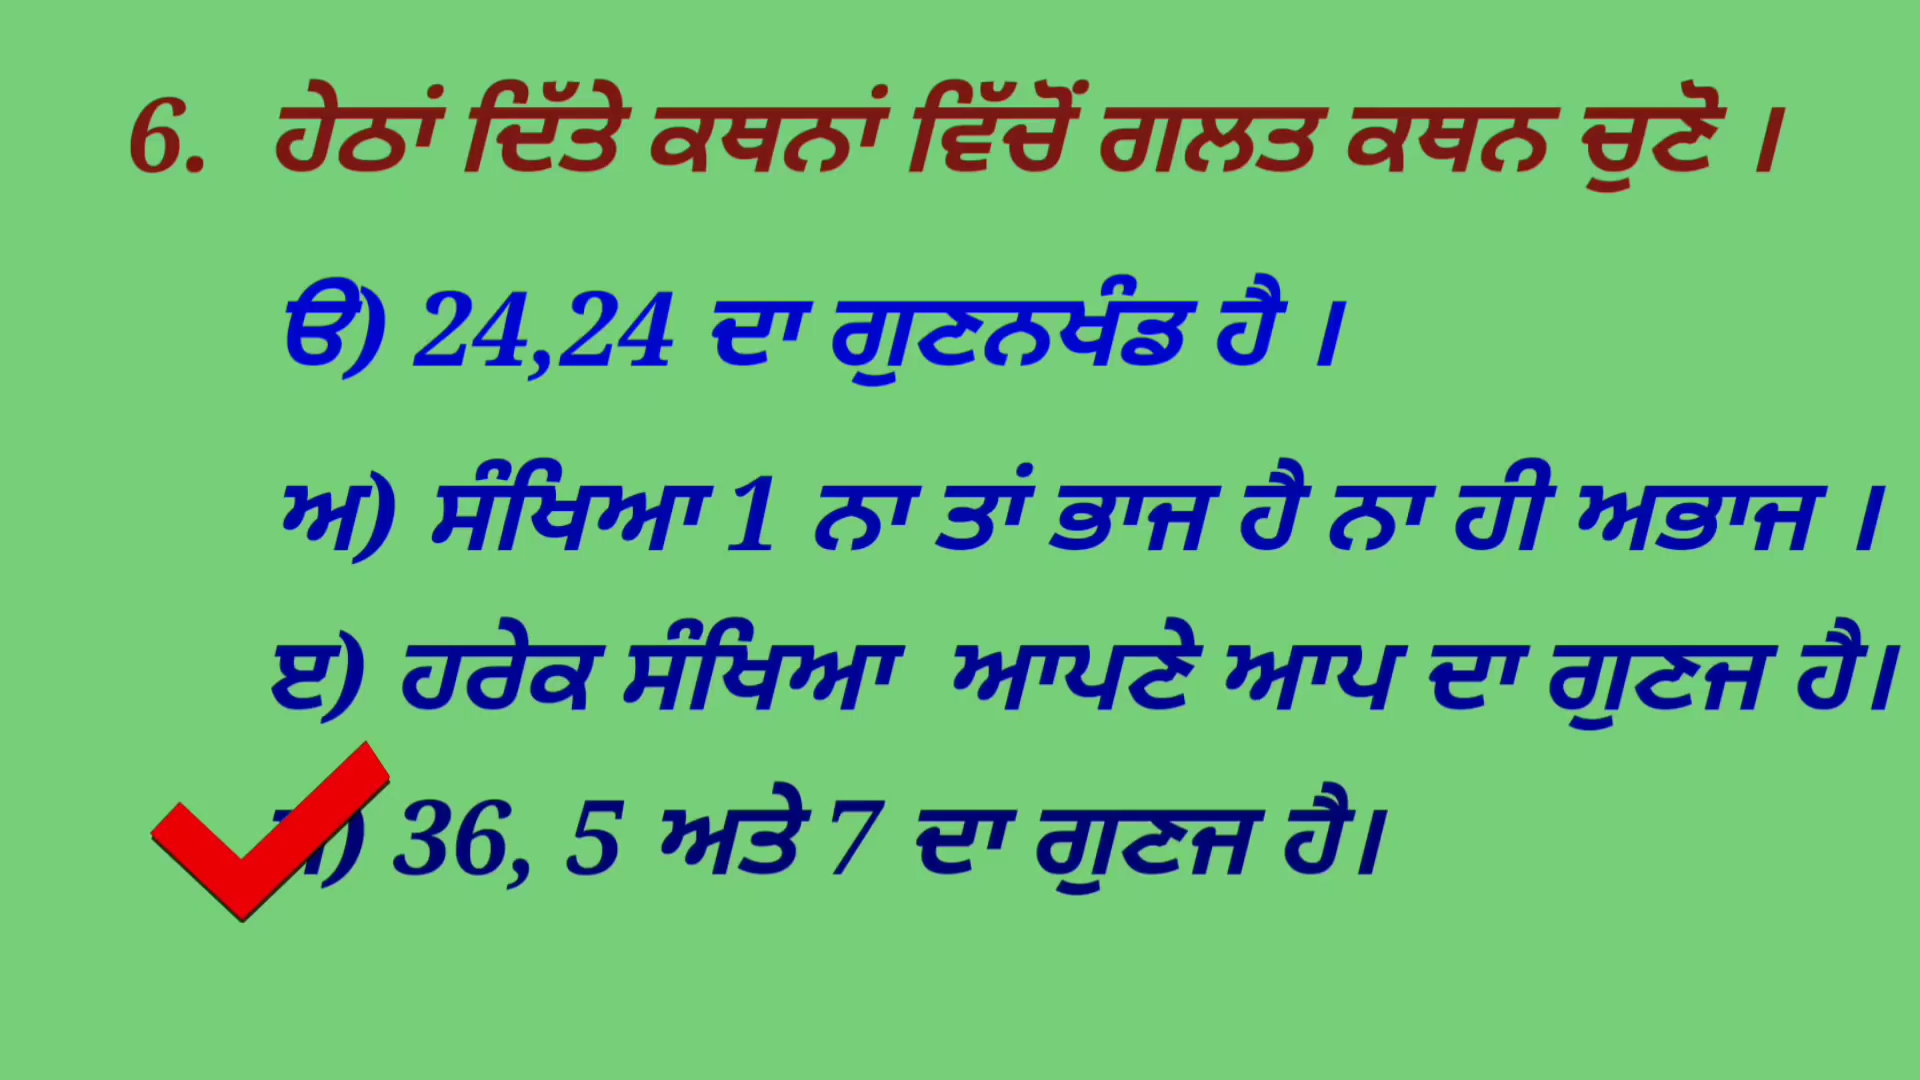 6. ਹੇਠਾਂ ਦਿੱਤੇ ਕਥਨਾਂ ਵਿੱਚੋਂ ਗਲਤ ਕਥਨ ਚੁਣੋ ।
ੳ) 24,24 ਦਾ ਗੁਣਨਖੰਡ ਹੈ ।
ਅ) ਸੰਖਿਆ 1 ਨਾ ਤਾਂ ਭਾਜ ਹੈ ਨਾ ਹੀ ਅਭਾਜ ।
ੲ) ਹਰੇਕ ਸੰਖਿਆ ਆਪਣੇ ਆਪ ਦਾ ਗੁਣਜ ਹੈ।
36, 5 ਅਤੇ 7 ਦਾ ਗੁਣਜ ਹੈ।